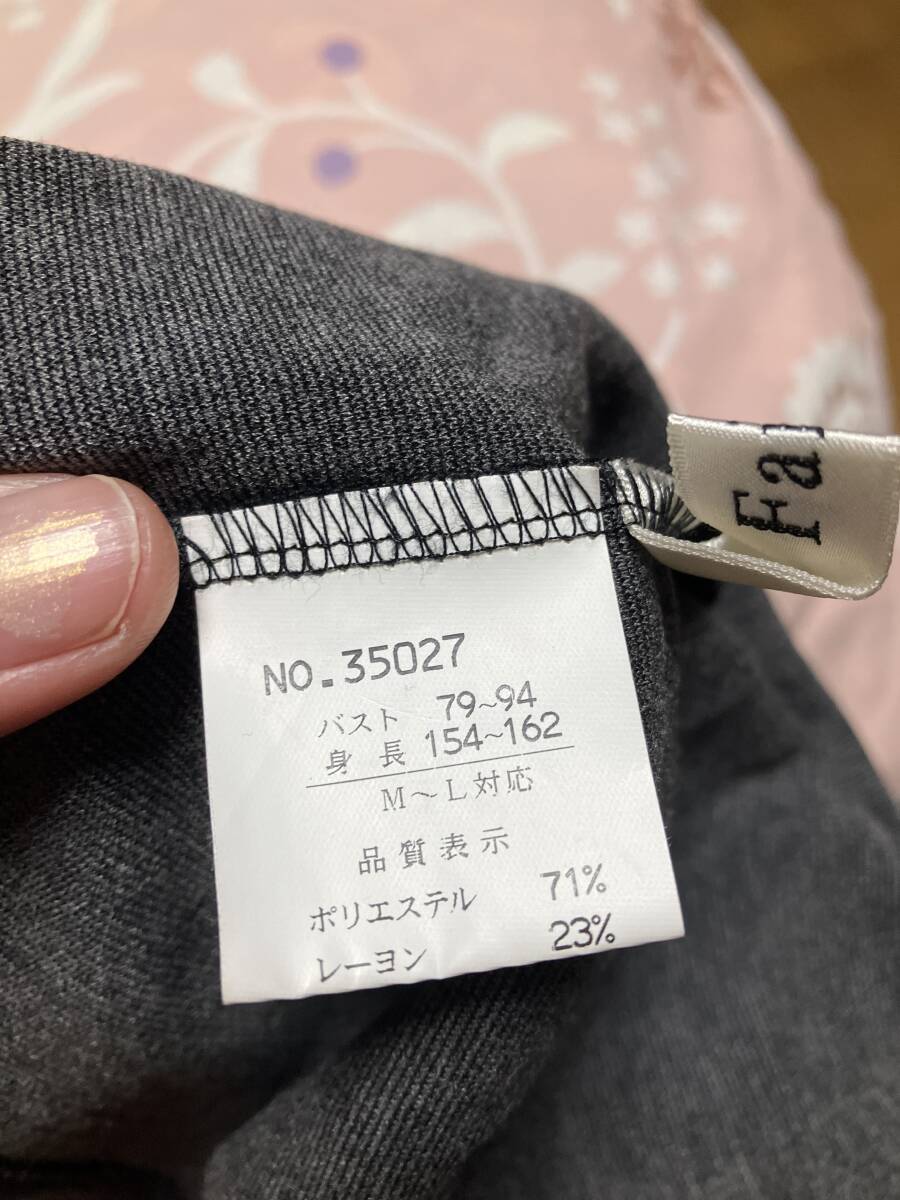 NO.35027
バスト 79~94
身長 154~162
M〜L対応
品質表示
ポリエステル 71%
レーヨン 23%
Fa